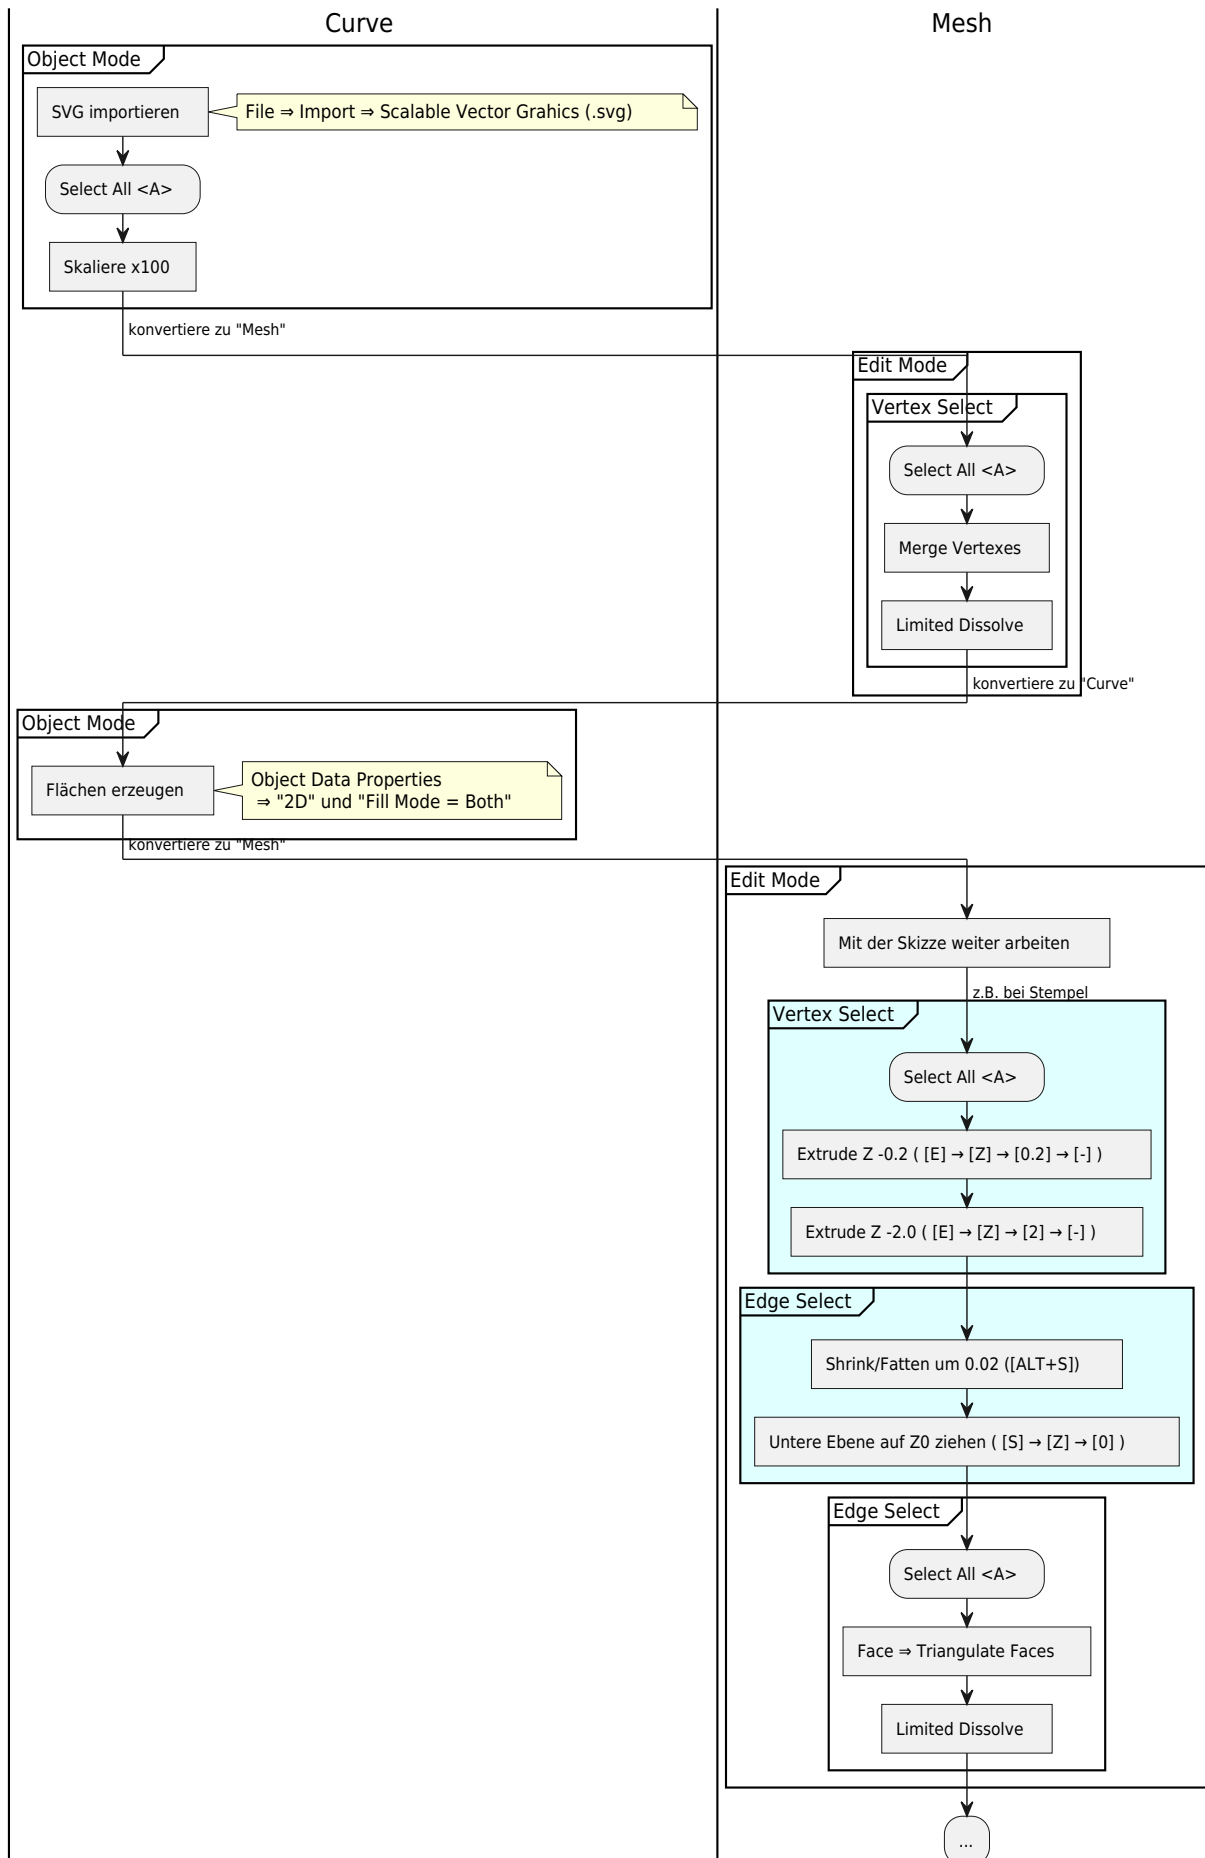 Curve
Mesh
Object Mode
SVG importieren
File ⇒ Import ⇒ Scalable Vector Grahics (.svg)
Select All <A>
Skaliere x100
konvertiere zu "Mesh"
Edit Mode
Vertex Select
Select All <A>
Merge Vertexes
Limited Dissolve
konvertiere zu "Curve"
Object Mode
Flächen erzeugen
Object Data Properties
⇒ "2D" und "Fill Mode = Both"
konvertiere zu "Mesh"
Edit Mode
Mit der Skizze weiter arbeiten
z.B. bei Stempel
Vertex Select
Select All <A>
Extrude Z -0.2 ( [E] → [Z] → [0.2] → [-] )
Extrude Z -2.0 ( [E] → [Z] → [2] → [-] )
Edge Select
Shrink/Fatten um 0.02 ([ALT+S])
Untere Ebene auf Z0 ziehen ( [S] → [Z] → [0] )
Edge Select
Select All <A>
Face ⇒ Triangulate Faces
Limited Dissolve
...